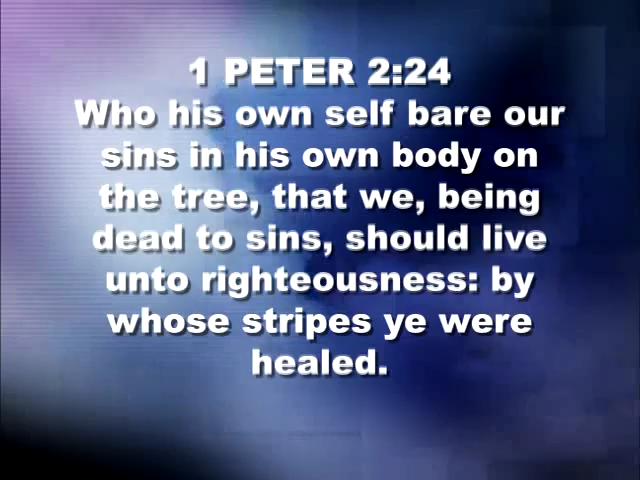 1 PETER 2:24
Who his own self bare our
sins in his own body on
the tree, that we, being
dead to sins, should live
unto righteousness: by
whose stripes ye were
healed.